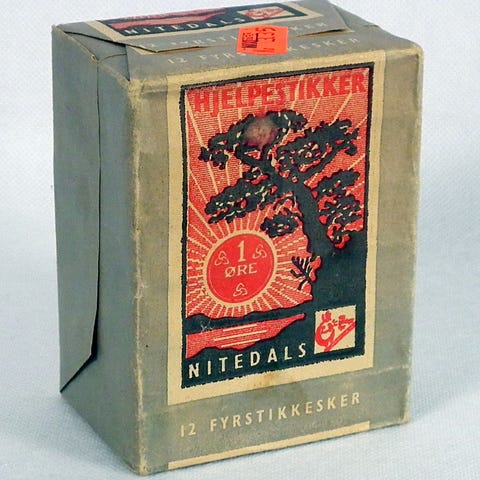 NITEDALS
12 FYRSTIKKESKER
HJELPESTIKKER
1
ØRE
NITEDALS
12 FYRSTIKKESKER